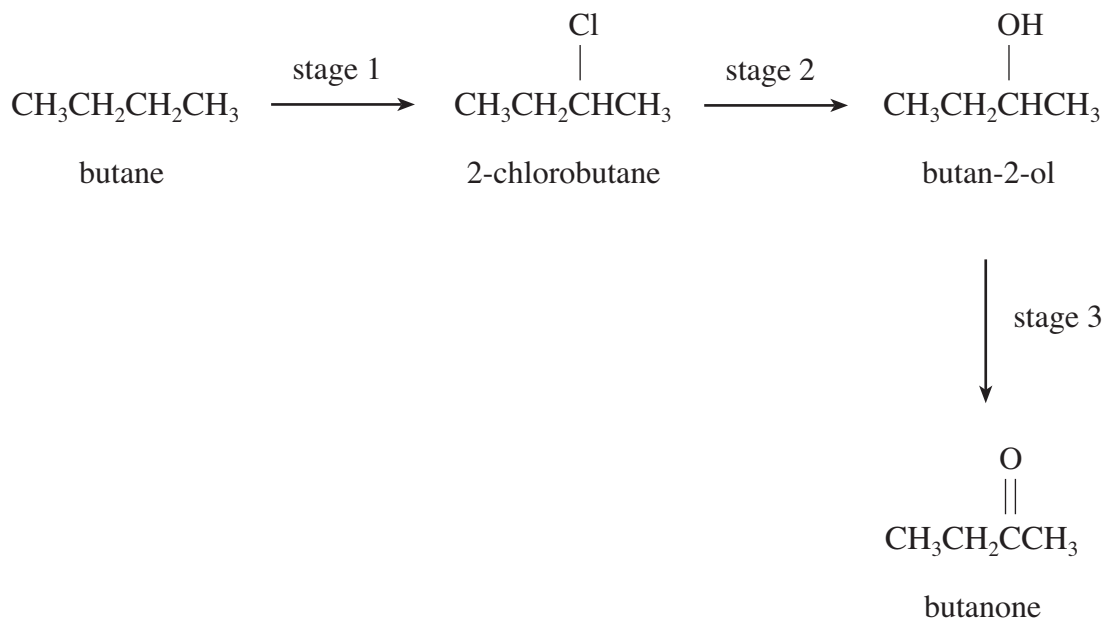 Cl
OH
stage 1
stage 2
CH₃CH₂CH₂CH₃
CH₃CH₂CHCH₃
CH₃CH₂CHCH₃
butane
2-chlorobutane
butan-2-ol
stage 3
O
CH₃CH₂CCH₃
butanone